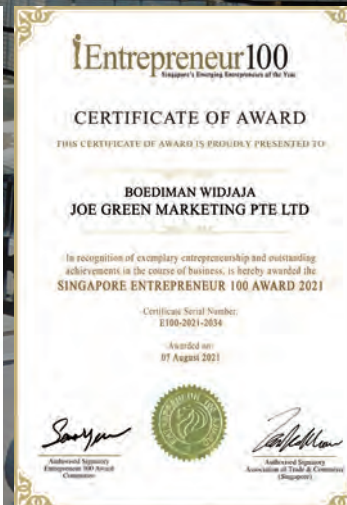 Entrepreneur100
Singapore's Emerging Entrepreneurs of the Year
CERTIFICATE OF AWARD
THIS CERTIFICATE OF AWARD IS PROUDLY PRESENTED TO
BOEDIMAN WIDJAJA
JOE GREEN MARKETING PTE LTD
In recognition of exemplary entrepreneurship and outstanding
achievements in the course of business, is hereby awarded the
SINGAPORE ENTREPRENEUR 100 AWARD 2021
Certificate Serial Number:
E100-2021-2034
Awarded on:
07 August 2021
Authorised Signatory
Entrepreneur 100 Award
Committee
Authorised Signatory
Association of Trade & Commerce
(Singapore)